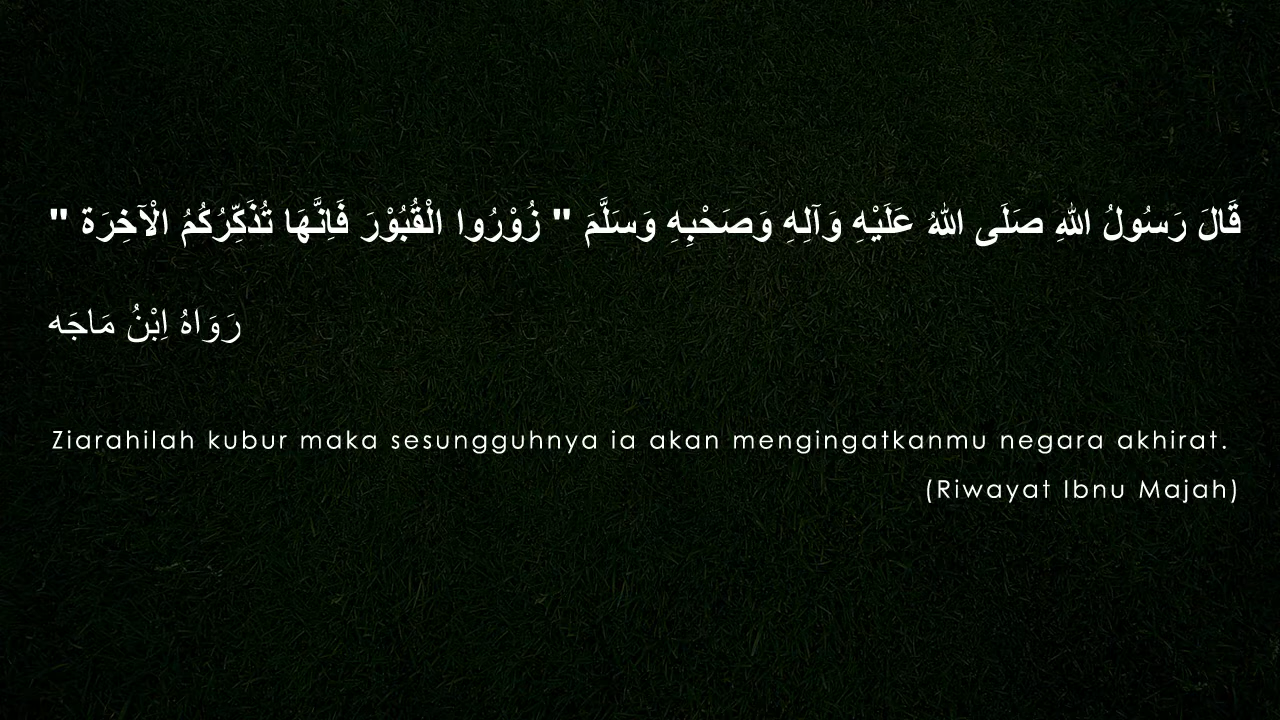 قَالَ رَسُولُ اللهِ صَلَى اللهُ عَلَيْهِ وَآلِهِ وَصَحْبِهِ وَسَلَّمَ " زُوْرُوا الْقُبُوْرَ فَاِنَّهَا تُذَكِّرُكُمُ الْآخِرَة "
رَوَاهُ اِبْنُ مَاجَه
Ziarahilah kubur maka sesungguhnya ia akan mengingatkanmu negara akhirat.
(Riwayat Ibnu Majah)